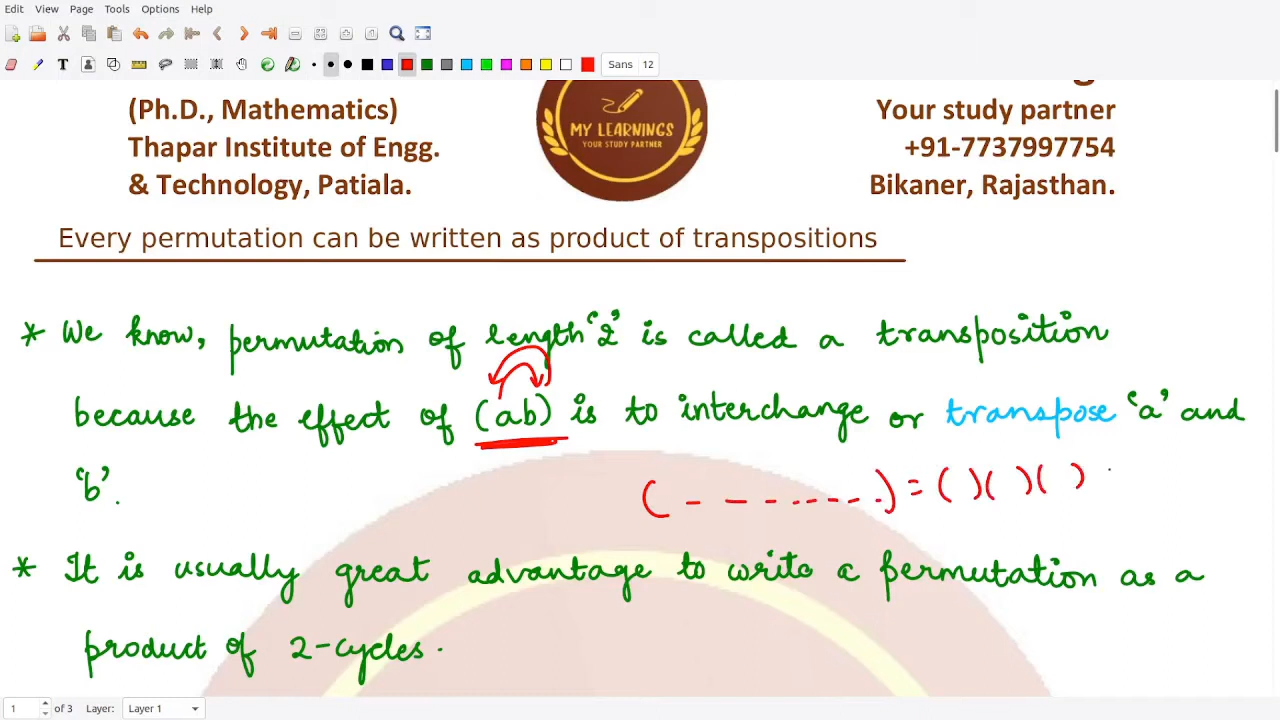 Edit View Page Tools Options Help
Sans 12
(Ph.D., Mathematics)
Thapar Institute of Engg.
& Technology, Patiala.
MY LEARNINGS
YOUR STUDY PARTNER
Your study partner
+91-7737997754
Bikaner, Rajasthan.
Every permutation can be written as product of transpositions
* We know, permutation of length '2' is called a transposition
because the effect of (ab) is to interchange or transpose 'a' and
'b'.
( - - - - - - - - ) = ( )( )( )
* It is usually great advantage to write a permutation as a
product of 2-cycles.
1 of 3 Layer: Layer 1